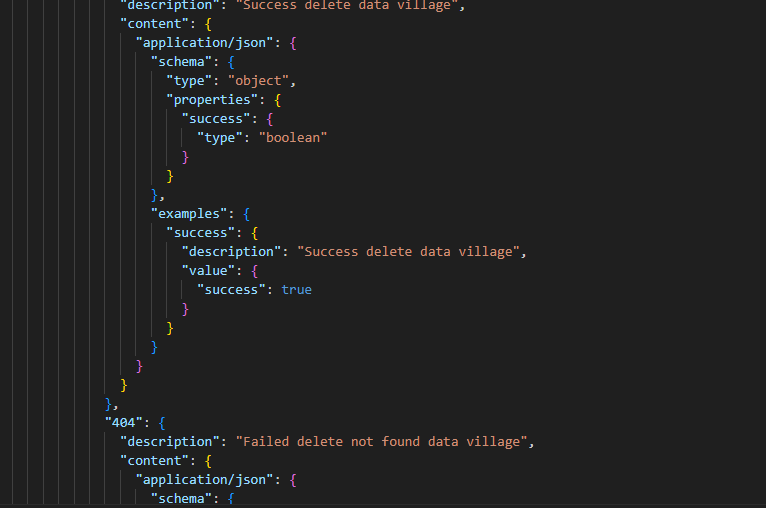 "description": "Success delete data village",
"content": {
"application/json": {
"schema": {
"type": "object",
"properties": {
"success": {
"type": "boolean"
}
}
},
"examples": {
"success": {
"description": "Success delete data village",
"value": {
"success": true
}
}
}
}
}
},
"404": {
"description": "Failed delete not found data village",
"content": {
"application/json": {
"schema": {